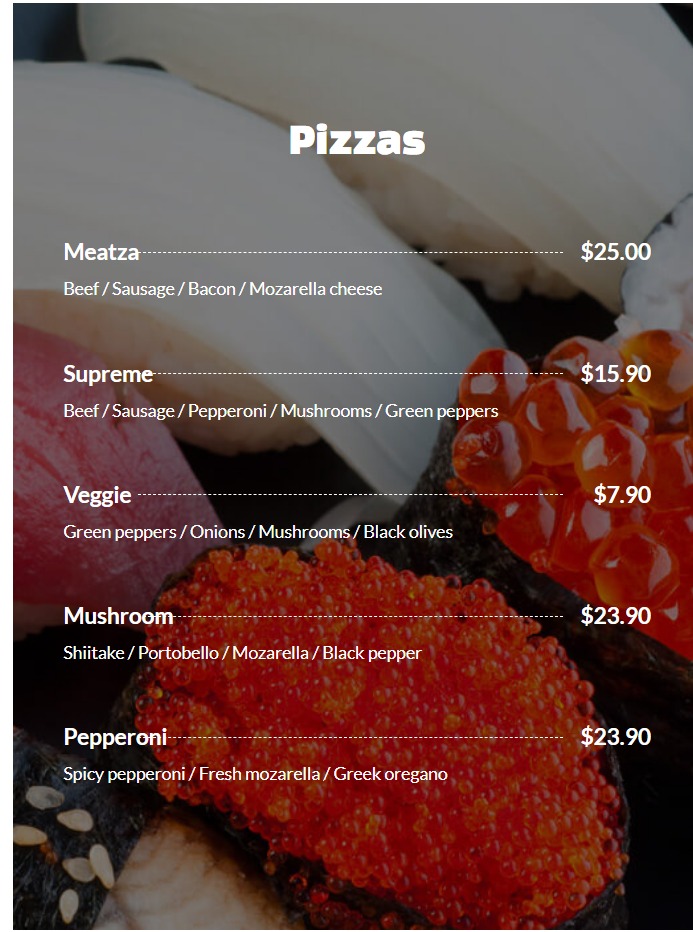 Pizzas
Meatza $25.00
Beef / Sausage / Bacon / Mozarella cheese
Supreme $15.90
Beef / Sausage / Pepperoni / Mushrooms / Green peppers
Veggie $7.90
Green peppers / Onions / Mushrooms / Black olives
Mushroom $23.90
Shiitake / Portobello / Mozarella / Black pepper
Pepperoni $23.90
Spicy pepperoni / Fresh mozarella / Greek oregano